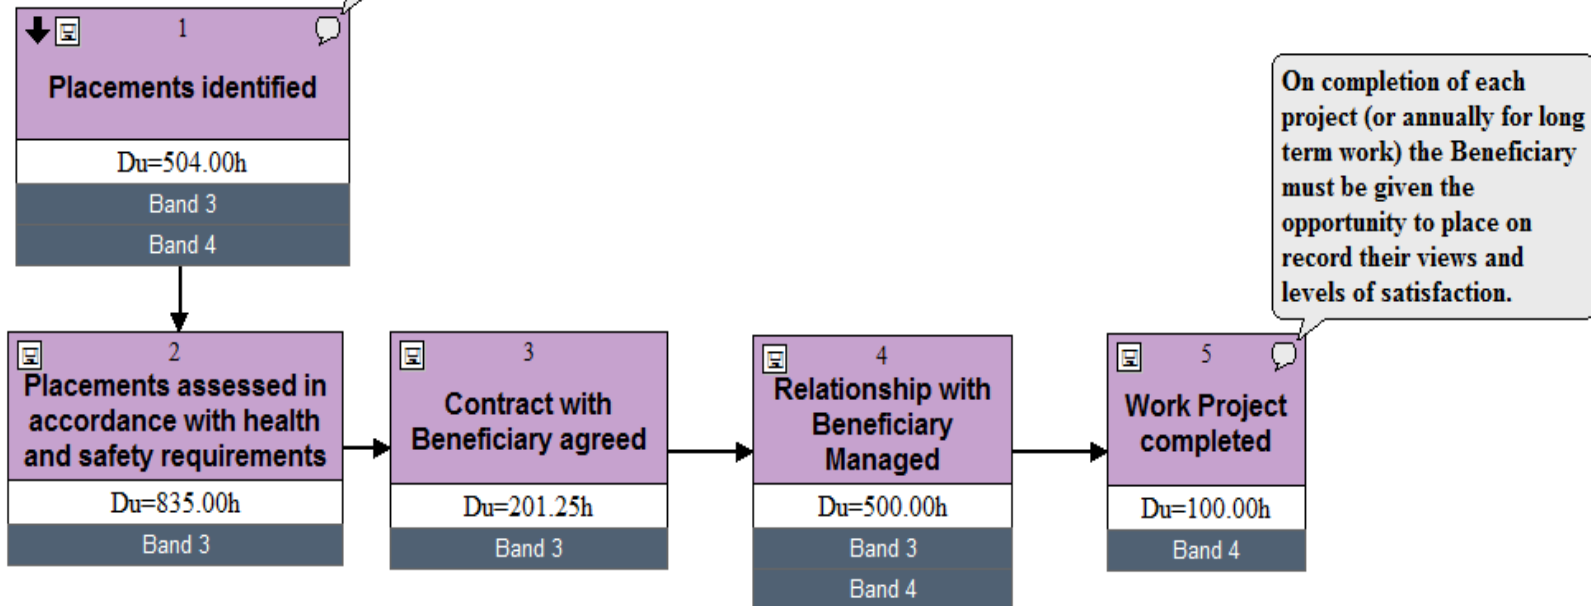 1
Placements identified
Du=504.00h
Band 3
Band 4
On completion of each
project (or annually for long
term work) the Beneficiary
must be given the
opportunity to place on
record their views and
levels of satisfaction.
2
Placements assessed in
accordance with health
and safety requirements
Du=835.00h
Band 3
3
Contract with
Beneficiary agreed
Du=201.25h
Band 3
4
Relationship with
Beneficiary
Managed
Du=500.00h
Band 3
Band 4
5
Work Project
completed
Du=100.00h
Band 4